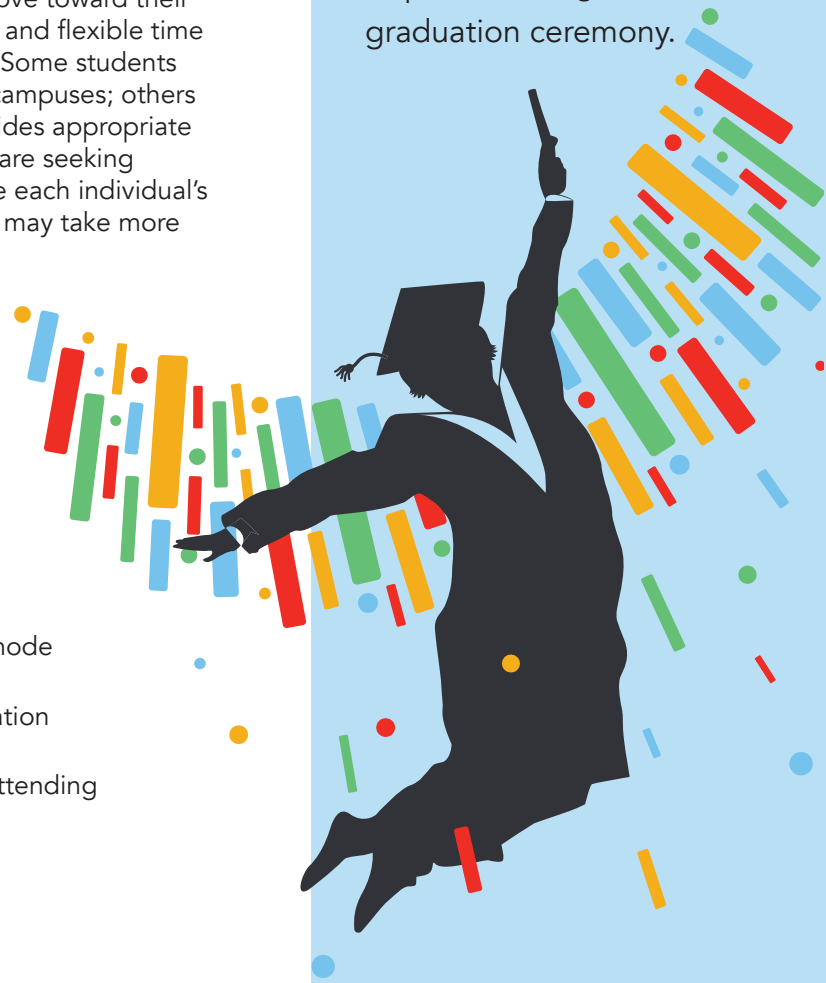 ove toward their
and flexible time
Some students
campuses; others
ides appropriate
are seeking
e each individual's
may take more
node
ation
ttending
graduation ceremony.